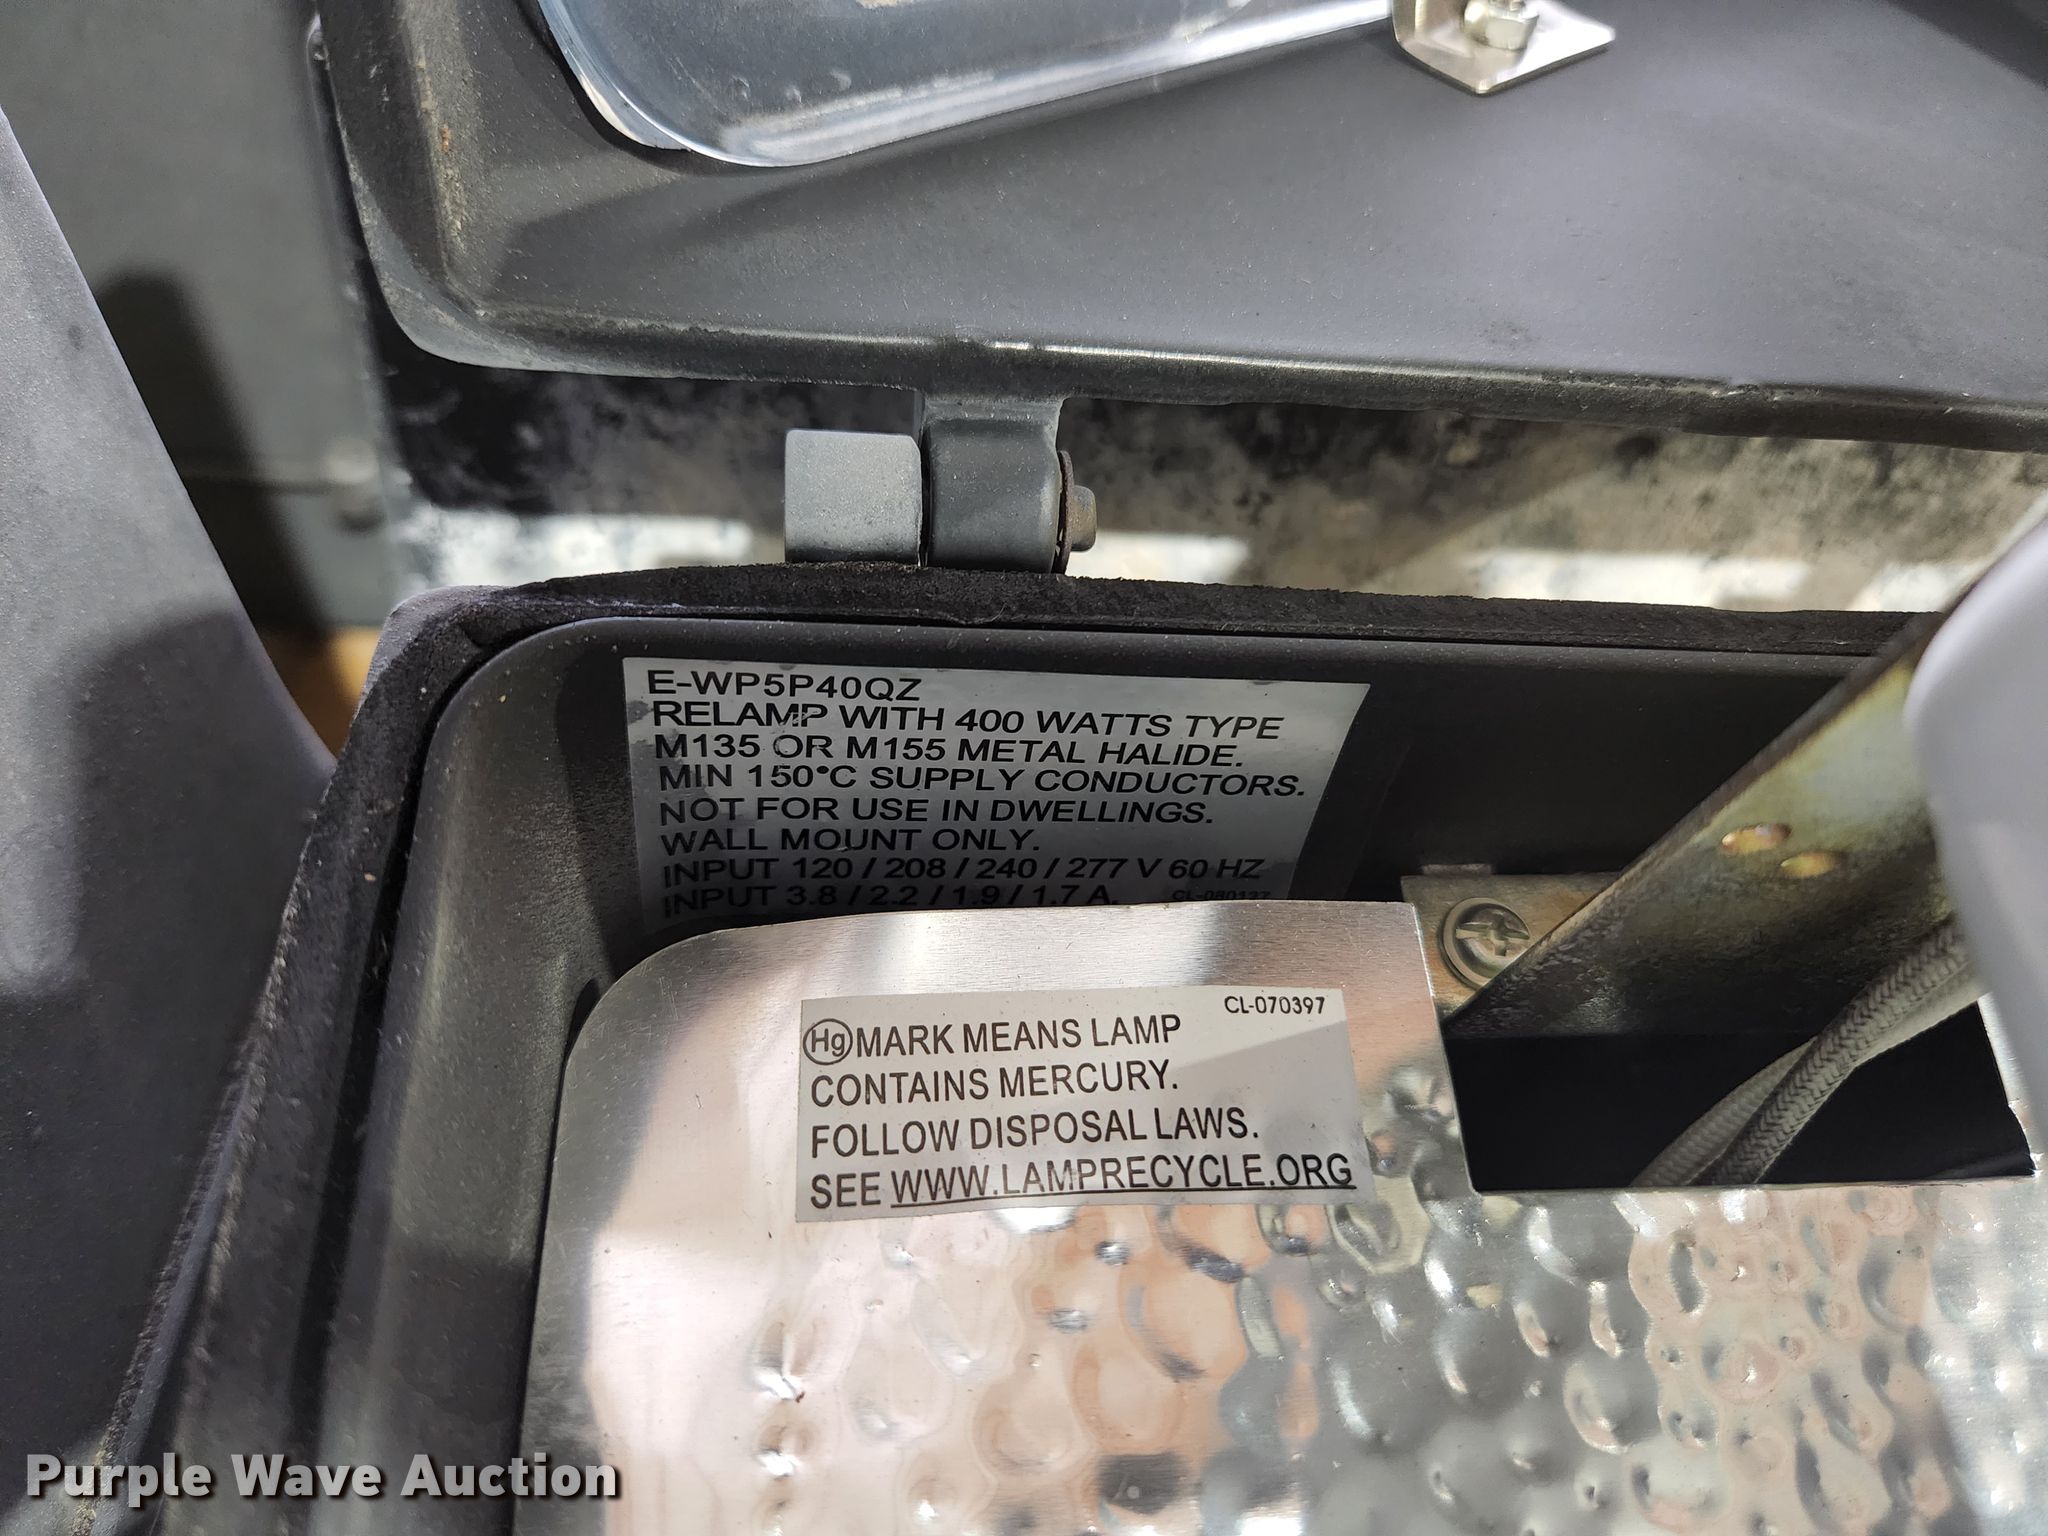 E-WP5P40QZ
RELAMP WITH 400 WATTS TYPE
M135 OR M155 METAL HALIDE.
MIN 150°C SUPPLY CONDUCTORS.
NOT FOR USE IN DWELLINGS.
WALL MOUNT ONLY.
INPUT 120 / 208 / 240 / 277 V 60 HZ
INPUT 3.8 / 2.2 / 1.9 / 1.7 A. CL-080137
CL-070397
Hg MARK MEANS LAMP
CONTAINS MERCURY.
FOLLOW DISPOSAL LAWS.
SEE WWW.LAMPRECYCLE.ORG
Purple Wave Auction